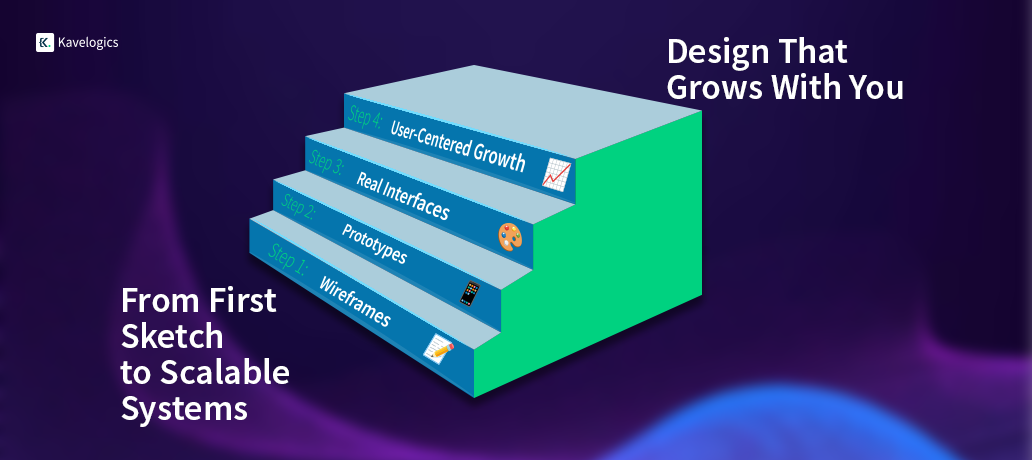 Kavelogics
Design That
Grows With You
Step 4: User-Centered Growth
Step 3: Real Interfaces
Step 2: Prototypes
Step 1: Wireframes
From First
Sketch
to Scalable
Systems